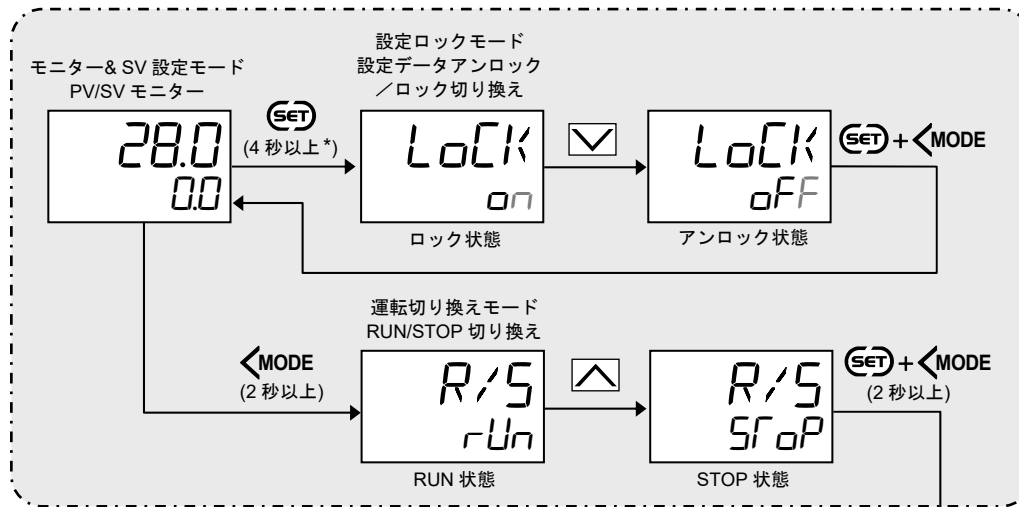 設定ロックモード
設定データアンロック
／ロック切り換え
モニター& SV 設定モード
PV/SV モニター
28.0
0.0
SET
(4 秒以上*)
LoCK
on
ロック状態
LoCK
oFF
アンロック状態
SET + <MODE
運転切り換えモード
RUN/STOP 切り換え
<MODE
(2 秒以上)
R/S
rUn
RUN 状態
R/S
SToP
STOP 状態
SET + <MODE
(2 秒以上)